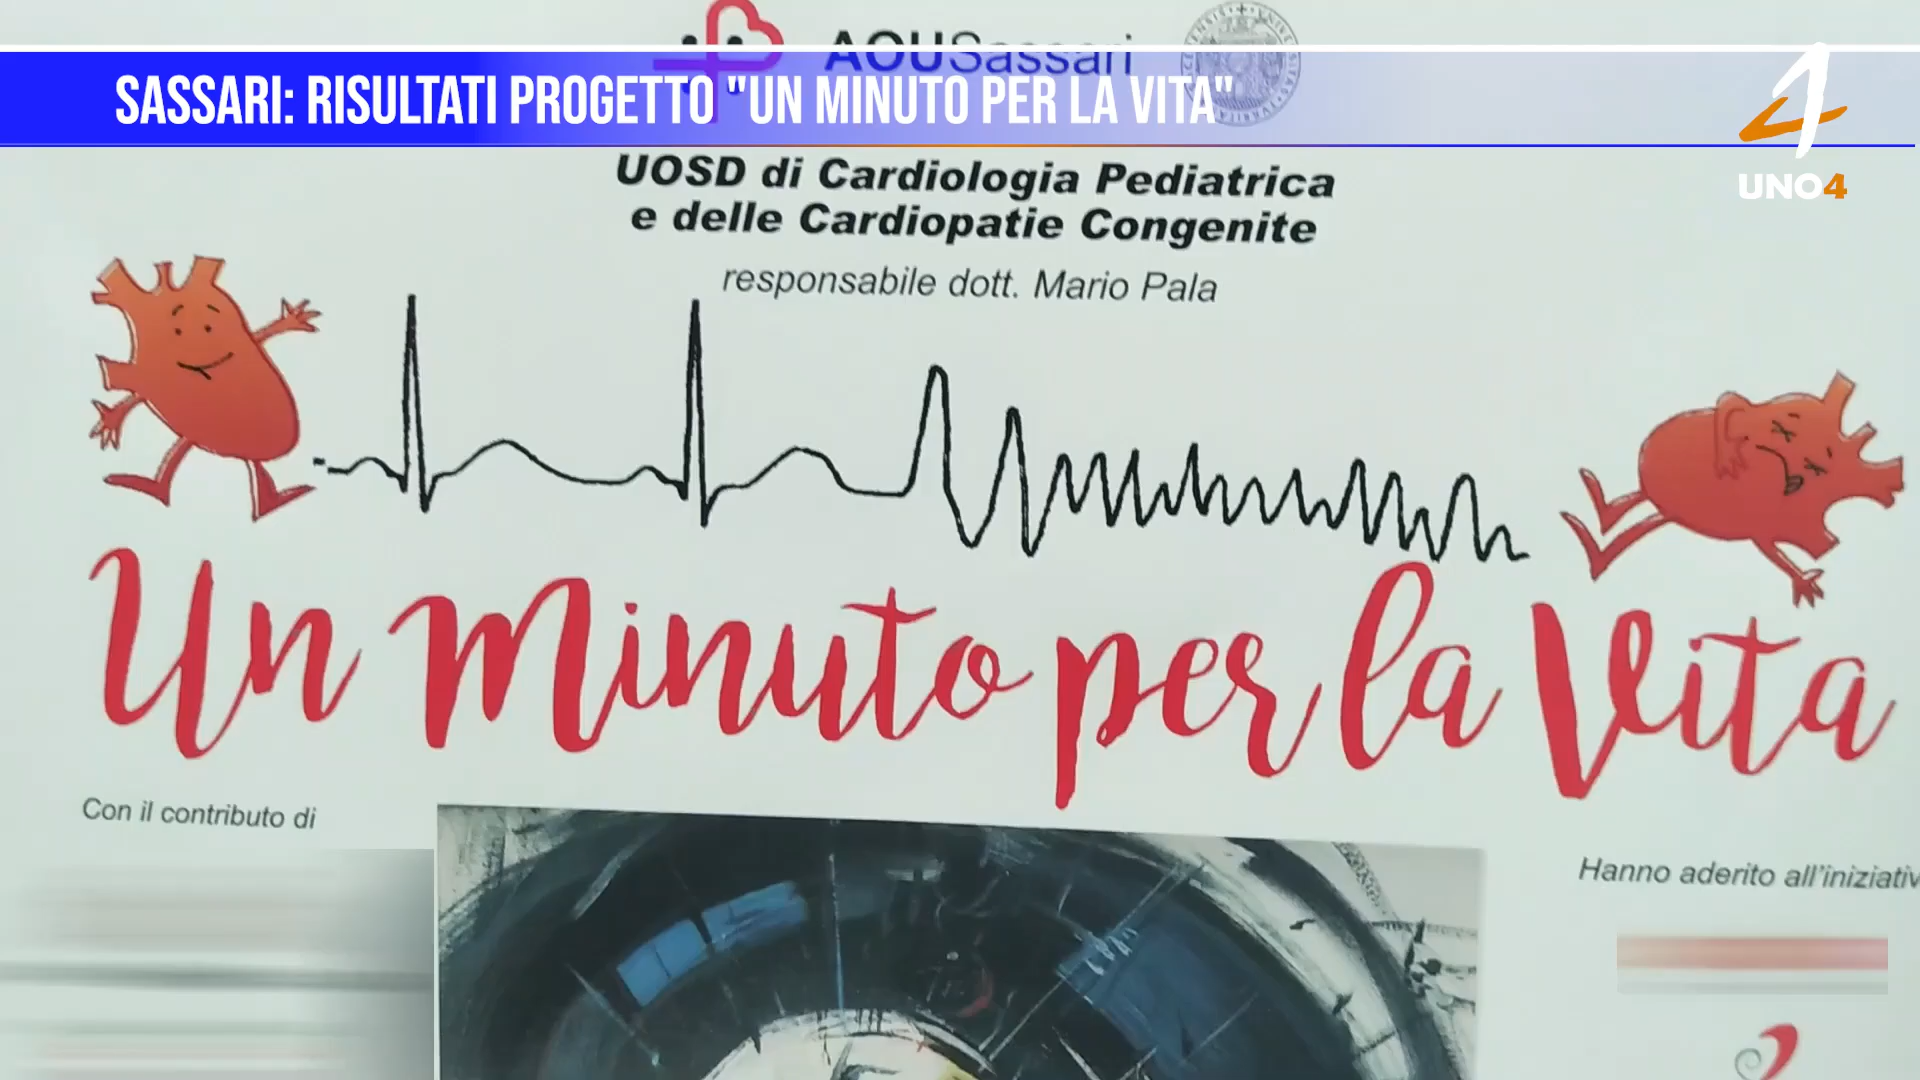 AOUSassari
SASSARI: RISULTATI PROGETTO "UN MINUTO PER LA VITA"
UNO4
UOSD di Cardiologia Pediatrica
e delle Cardiopatie Congenite
responsabile dott. Mario Pala
Un Minuto per la Vita
Con il contributo di
Hanno aderito all'iniziativ